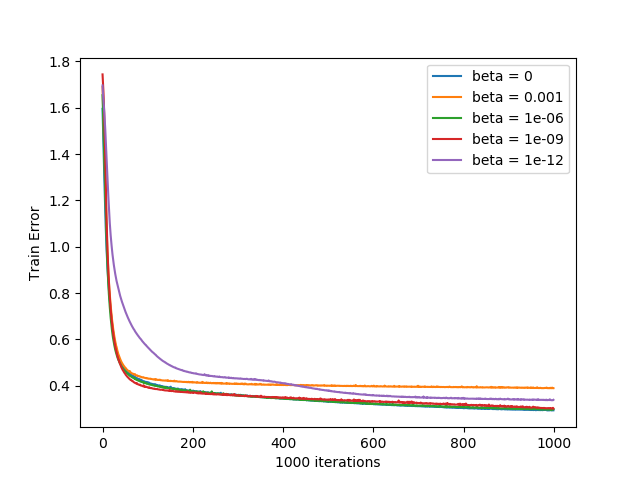 1.8
1.6
1.4
1.2
1.0
0.8
0.6
0.4
Train Error
0
200
400
600
800
1000
1000 iterations
beta = 0
beta = 0.001
beta = 1e-06
beta = 1e-09
beta = 1e-12